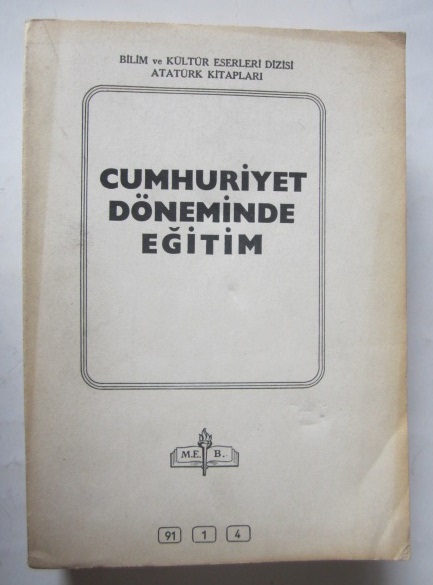 BİLİM ve KÜLTÜR ESERLERİ DİZİSİ
ATATÜRK KİTAPLARI
CUMHURİYET
DÖNEMİNDE
EĞİTİM
M.E. B.
91 1 4